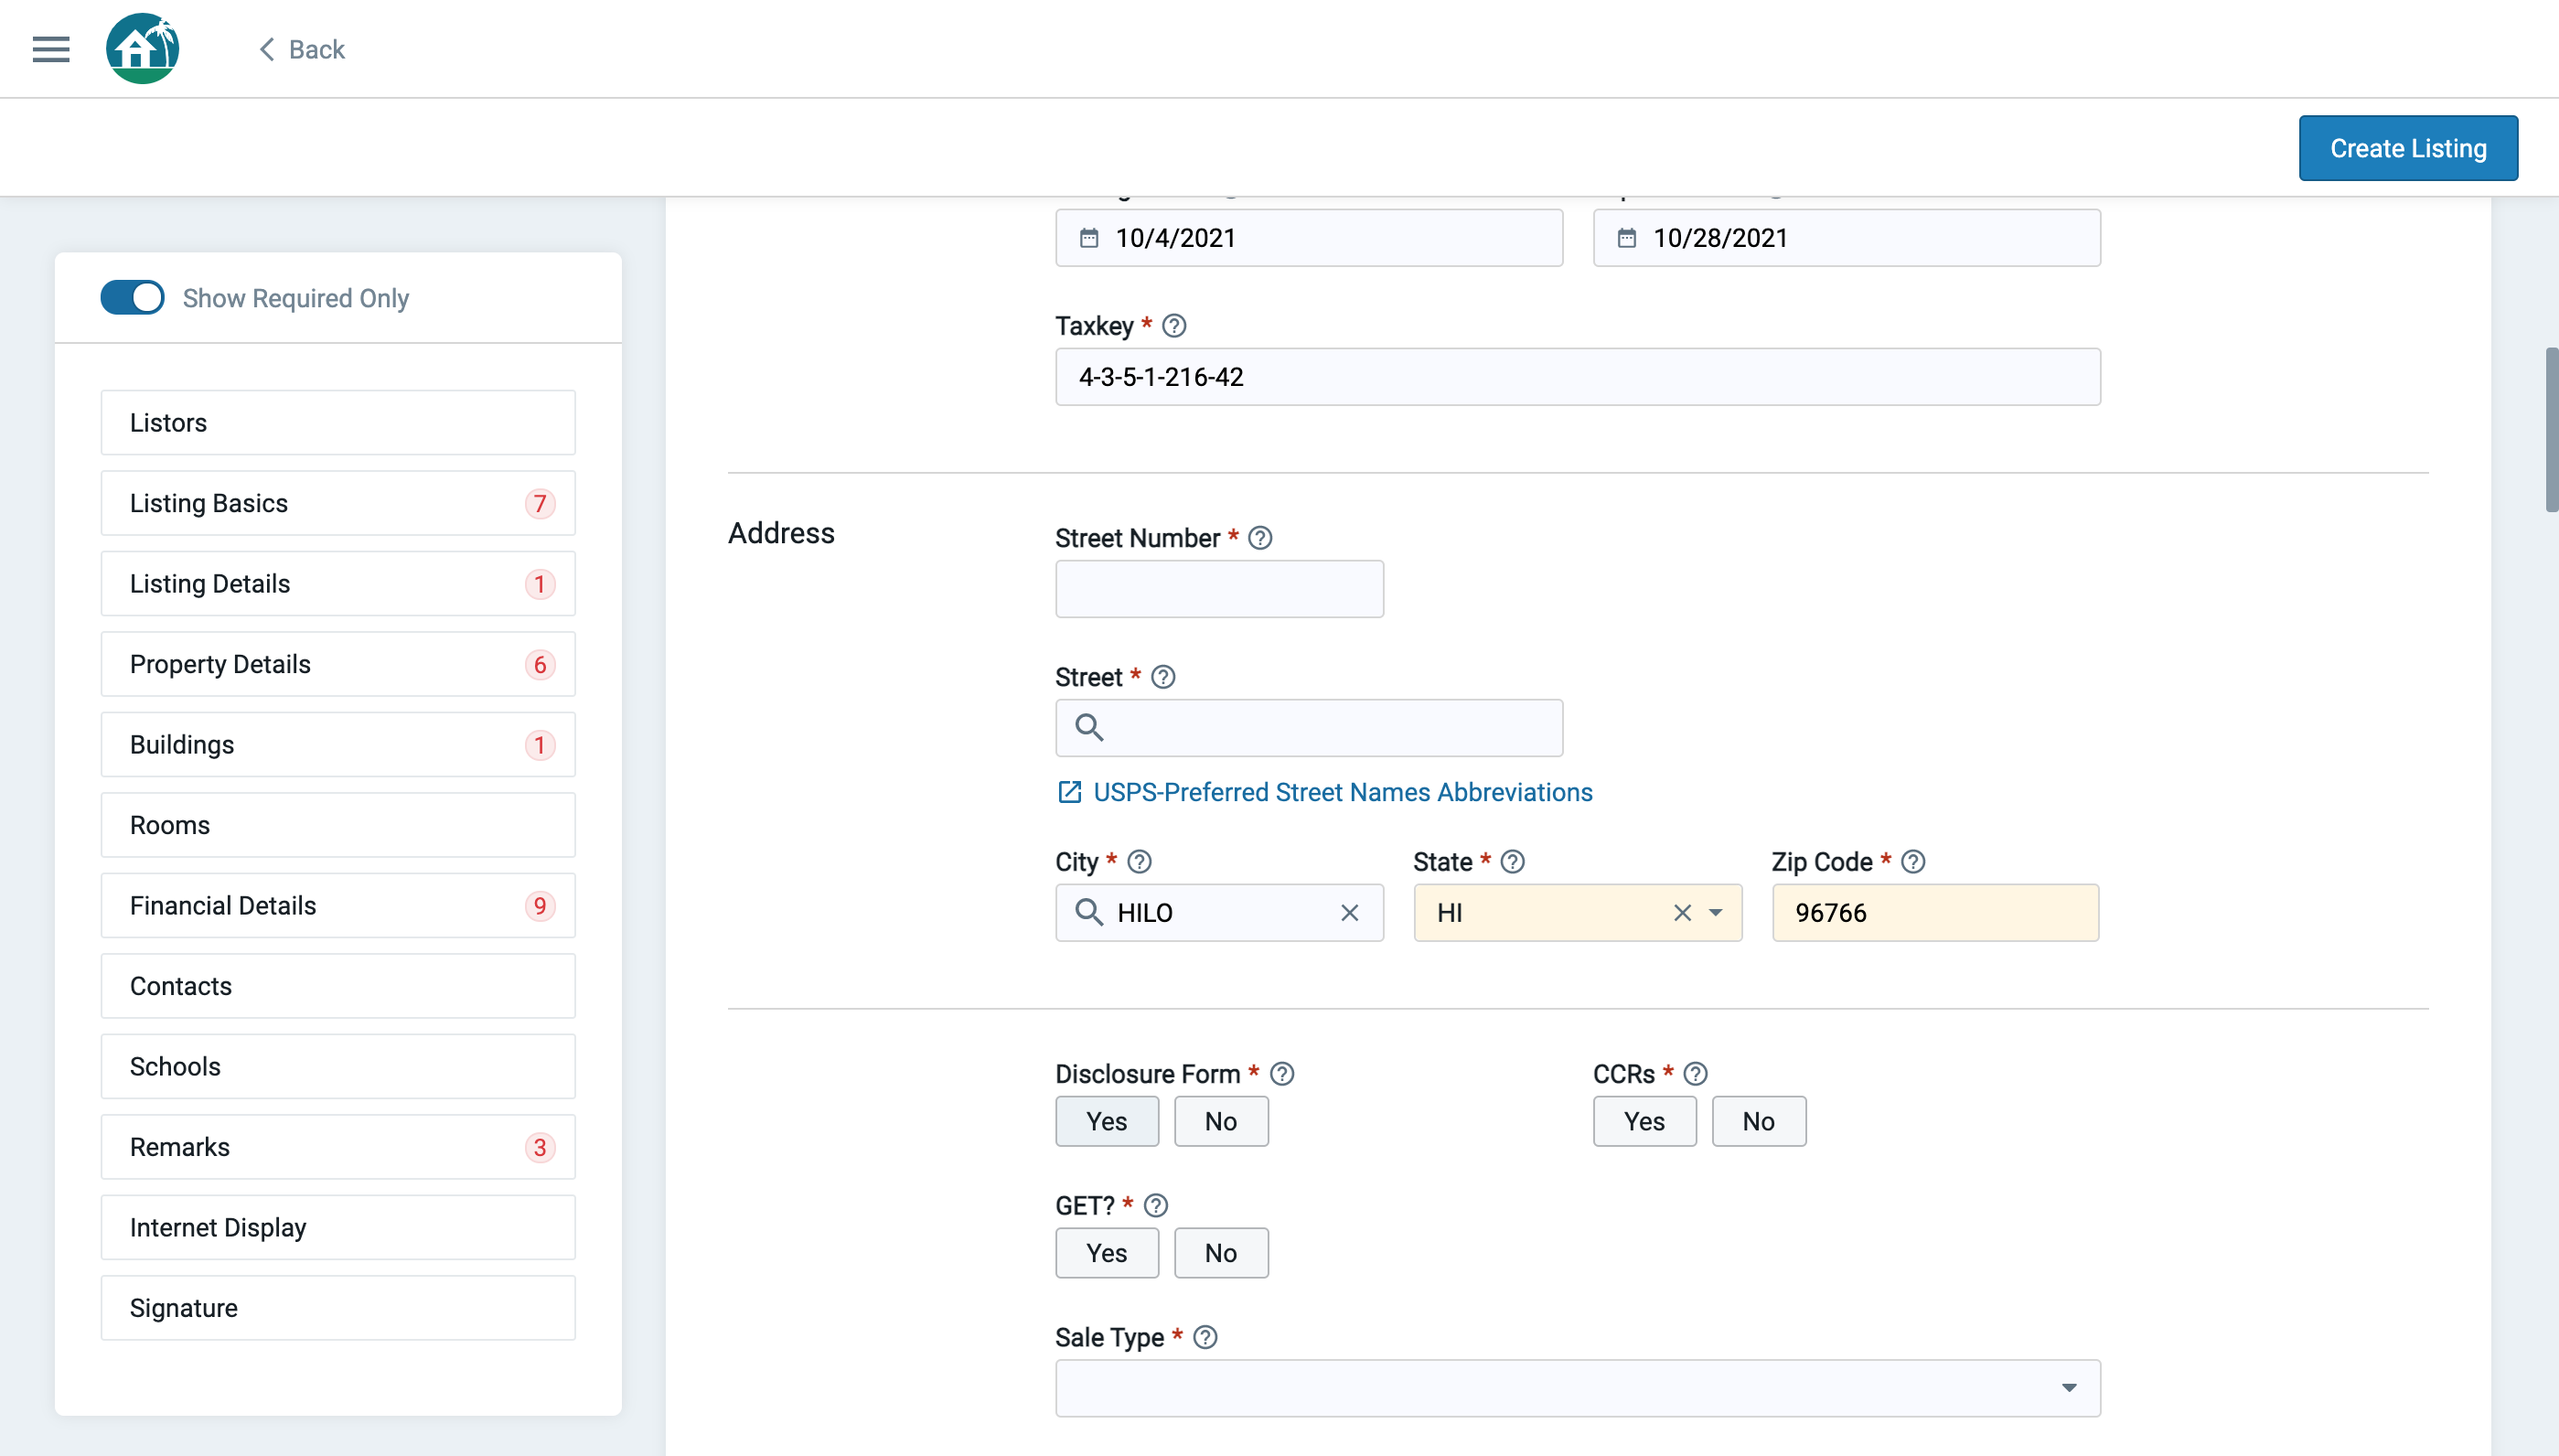 Back
Create Listing
Show Required Only
Listors
Listing Basics 7
Listing Details 1
Property Details 6
Buildings 1
Rooms
Financial Details 9
Contacts
Schools
Remarks 3
Internet Display
Signature
10/4/2021 10/28/2021
Taxkey * ?
4-3-5-1-216-42
Address
Street Number * ?
Street * ?
USPS-Preferred Street Names Abbreviations
City * ? State * ? Zip Code * ?
HILO HI 96766
Disclosure Form * ? CCRs * ?
Yes No Yes No
GET? * ?
Yes No
Sale Type * ?